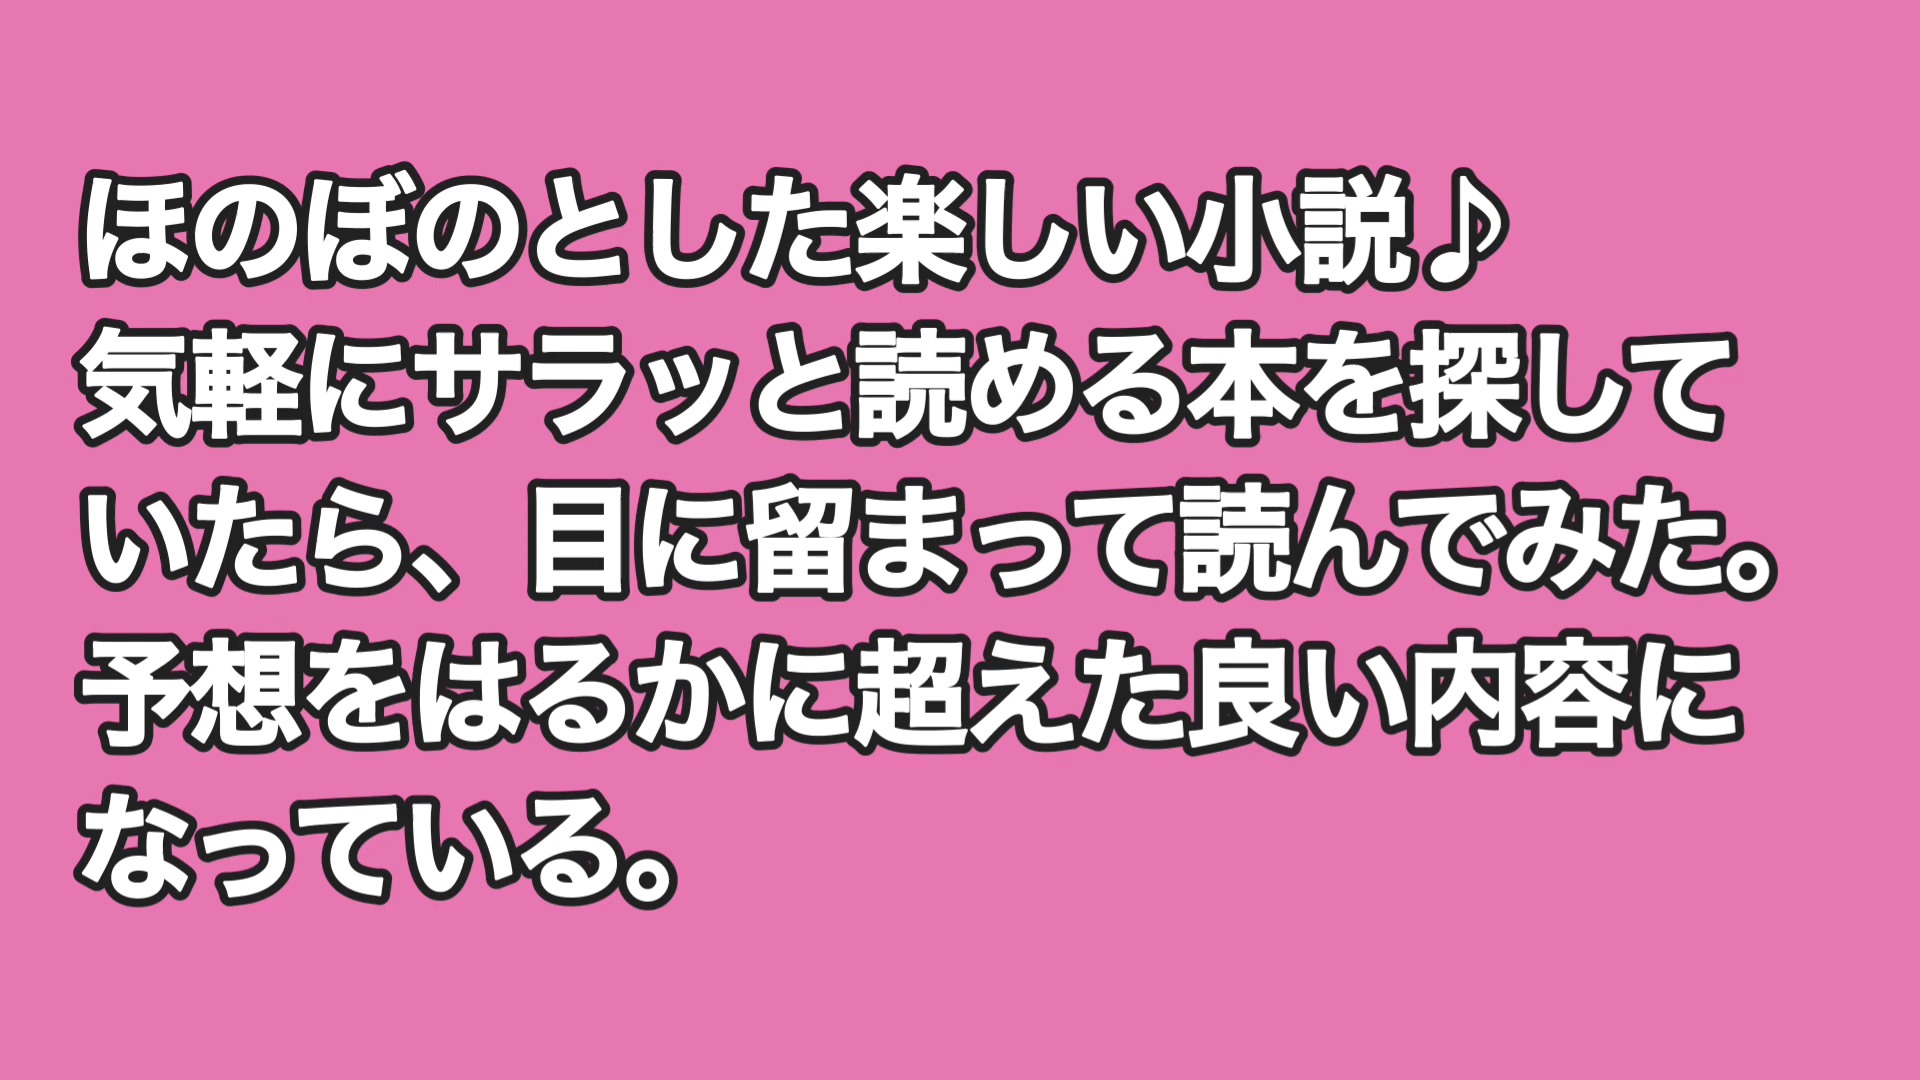 ほのぼのとした楽しい小説♪
気軽にサラッと読める本を探して
いたら、目に留まって読んでみた。
予想をはるかに超えた良い内容に
なっている。